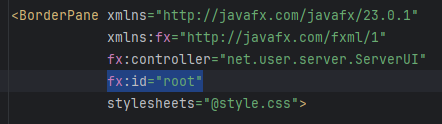 <BorderPane xmlns="http://javafx.com/javafx/23.0.1"
xmlns:fx="http://javafx.com/fxml/1"
fx:controller="net.user.server.ServerUI"
fx:id="root"
stylesheets="@style.css">